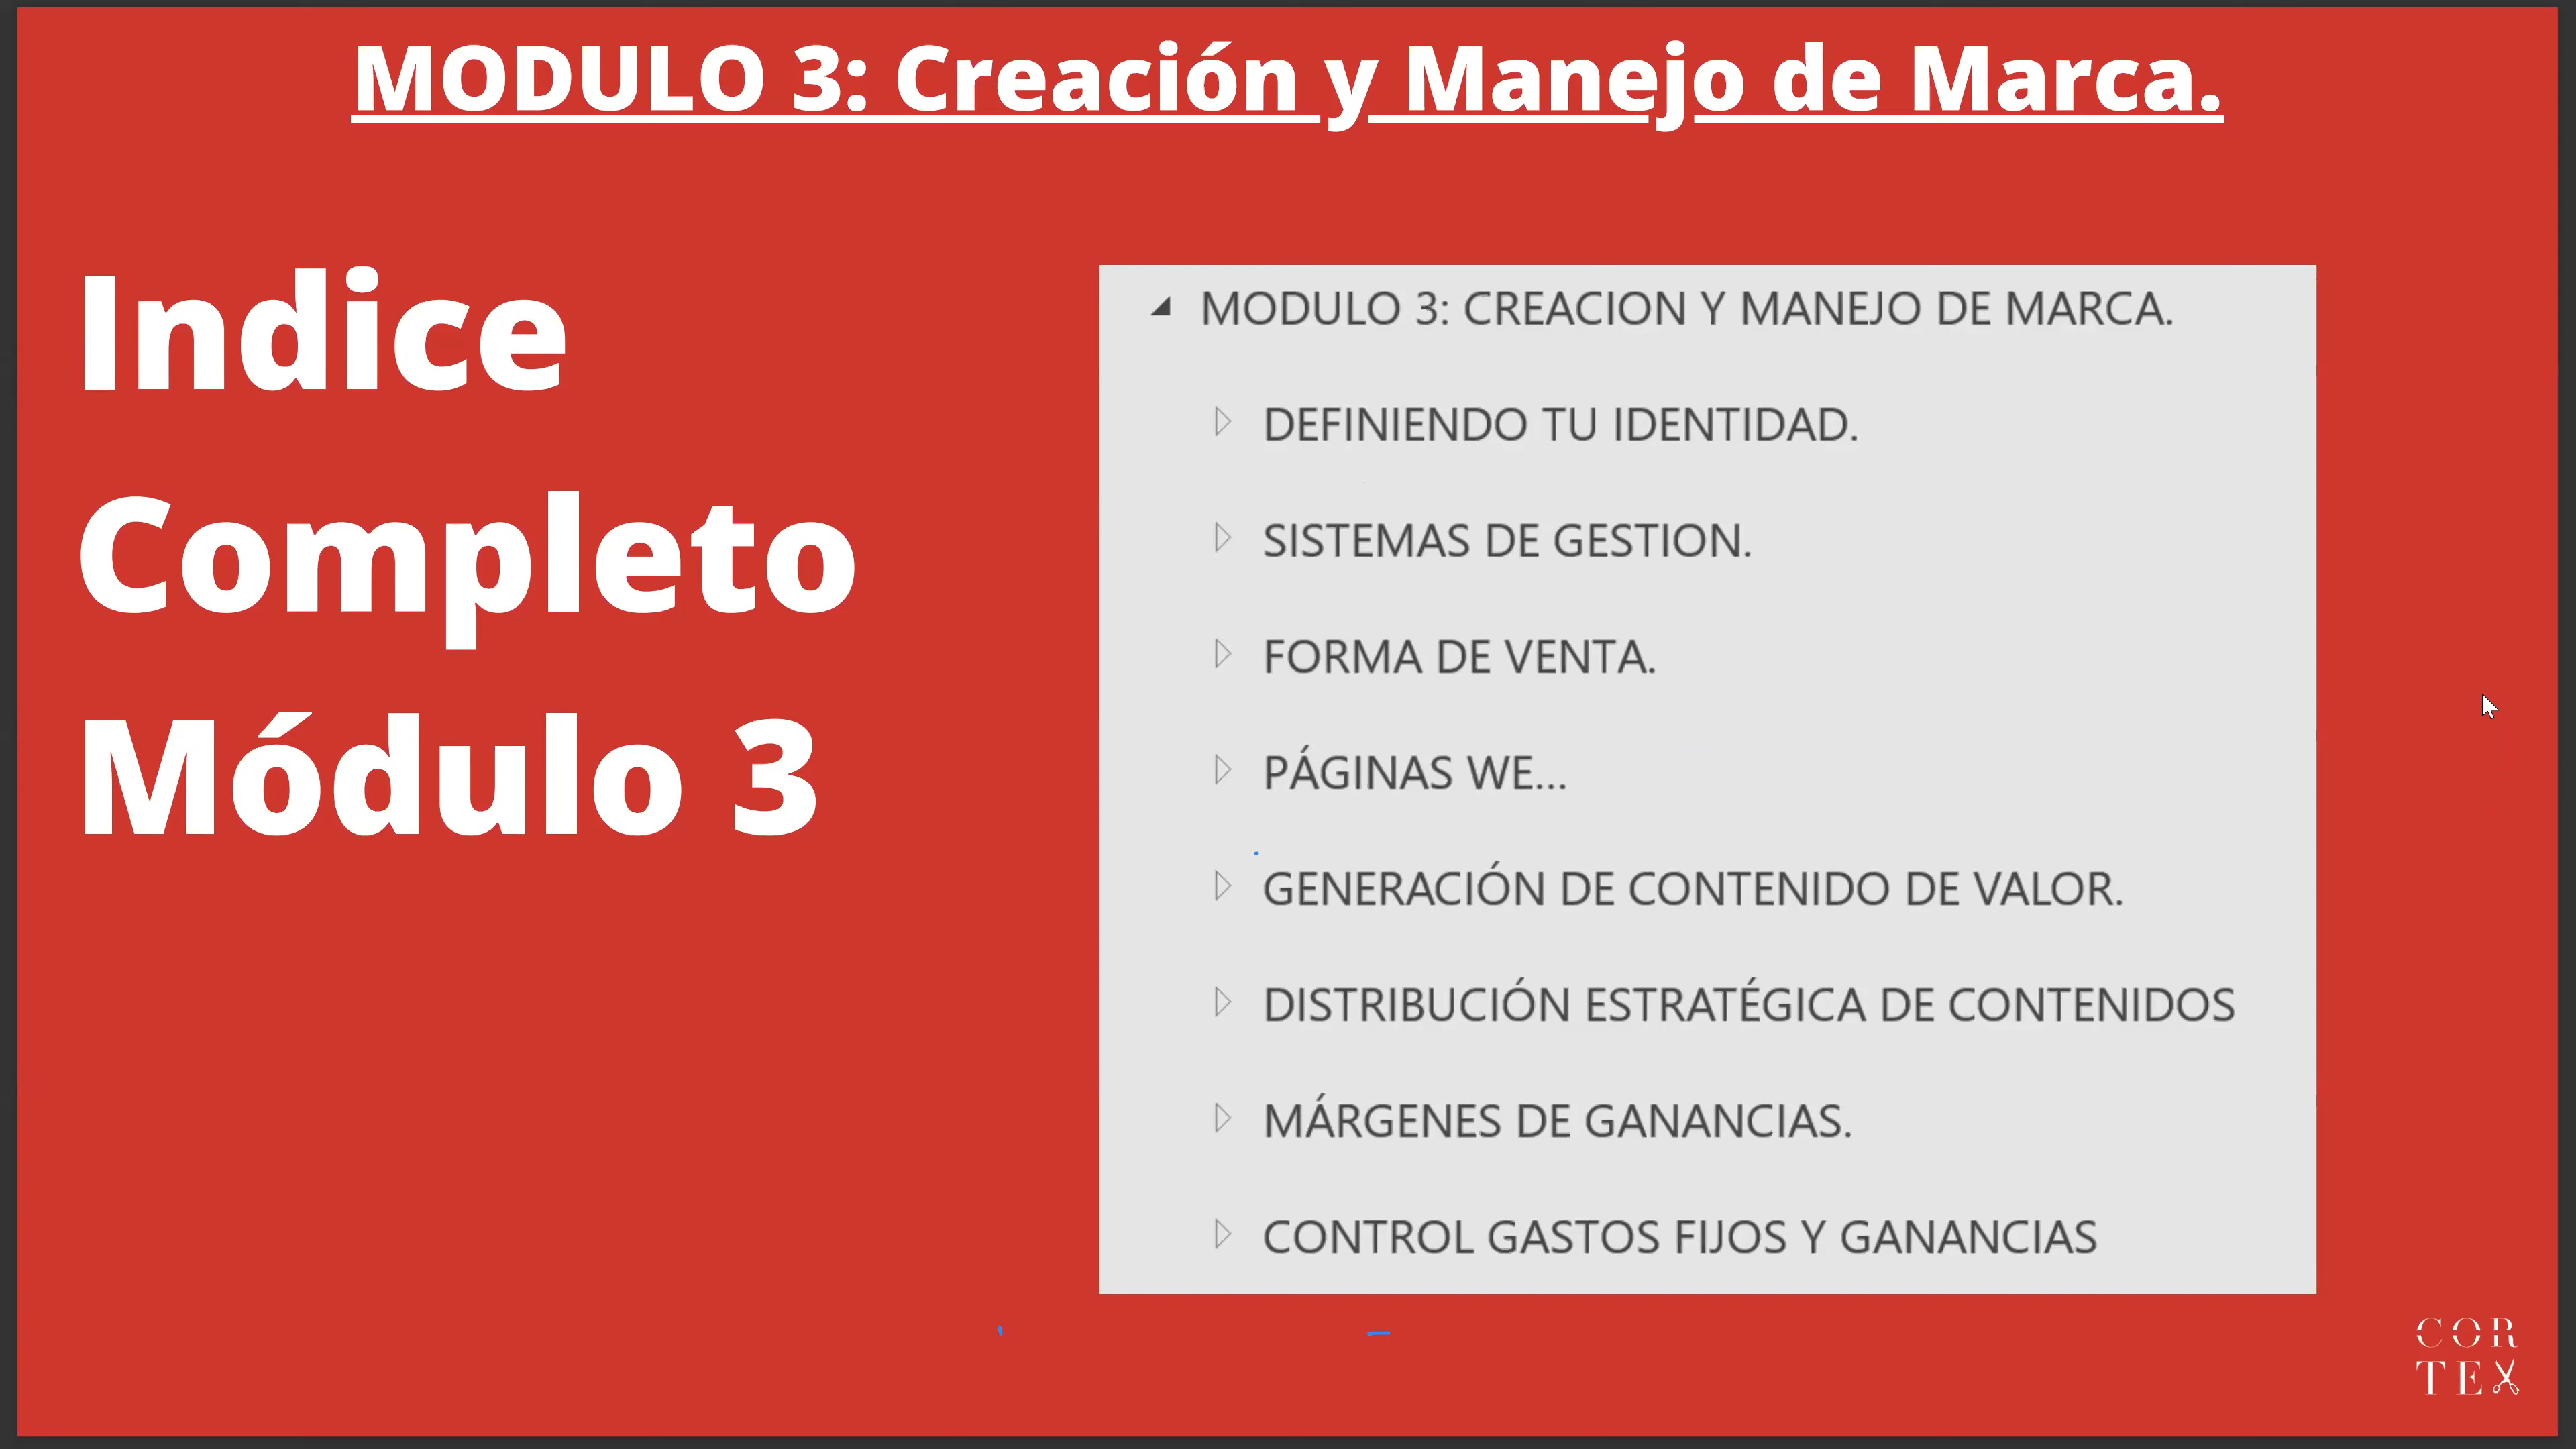 MODULO 3: Creación y Manejo de Marca.
Indice
Completo
Módulo 3
MODULO 3: CREACION Y MANEJO DE MARCA.
DEFINIENDO TU IDENTIDAD.
SISTEMAS DE GESTION.
FORMA DE VENTA.
PÁGINAS WE...
GENERACIÓN DE CONTENIDO DE VALOR.
DISTRIBUCIÓN ESTRATÉGICA DE CONTENIDOS
MÁRGENES DE GANANCIAS.
CONTROL GASTOS FIJOS Y GANANCIAS
COR
TEX